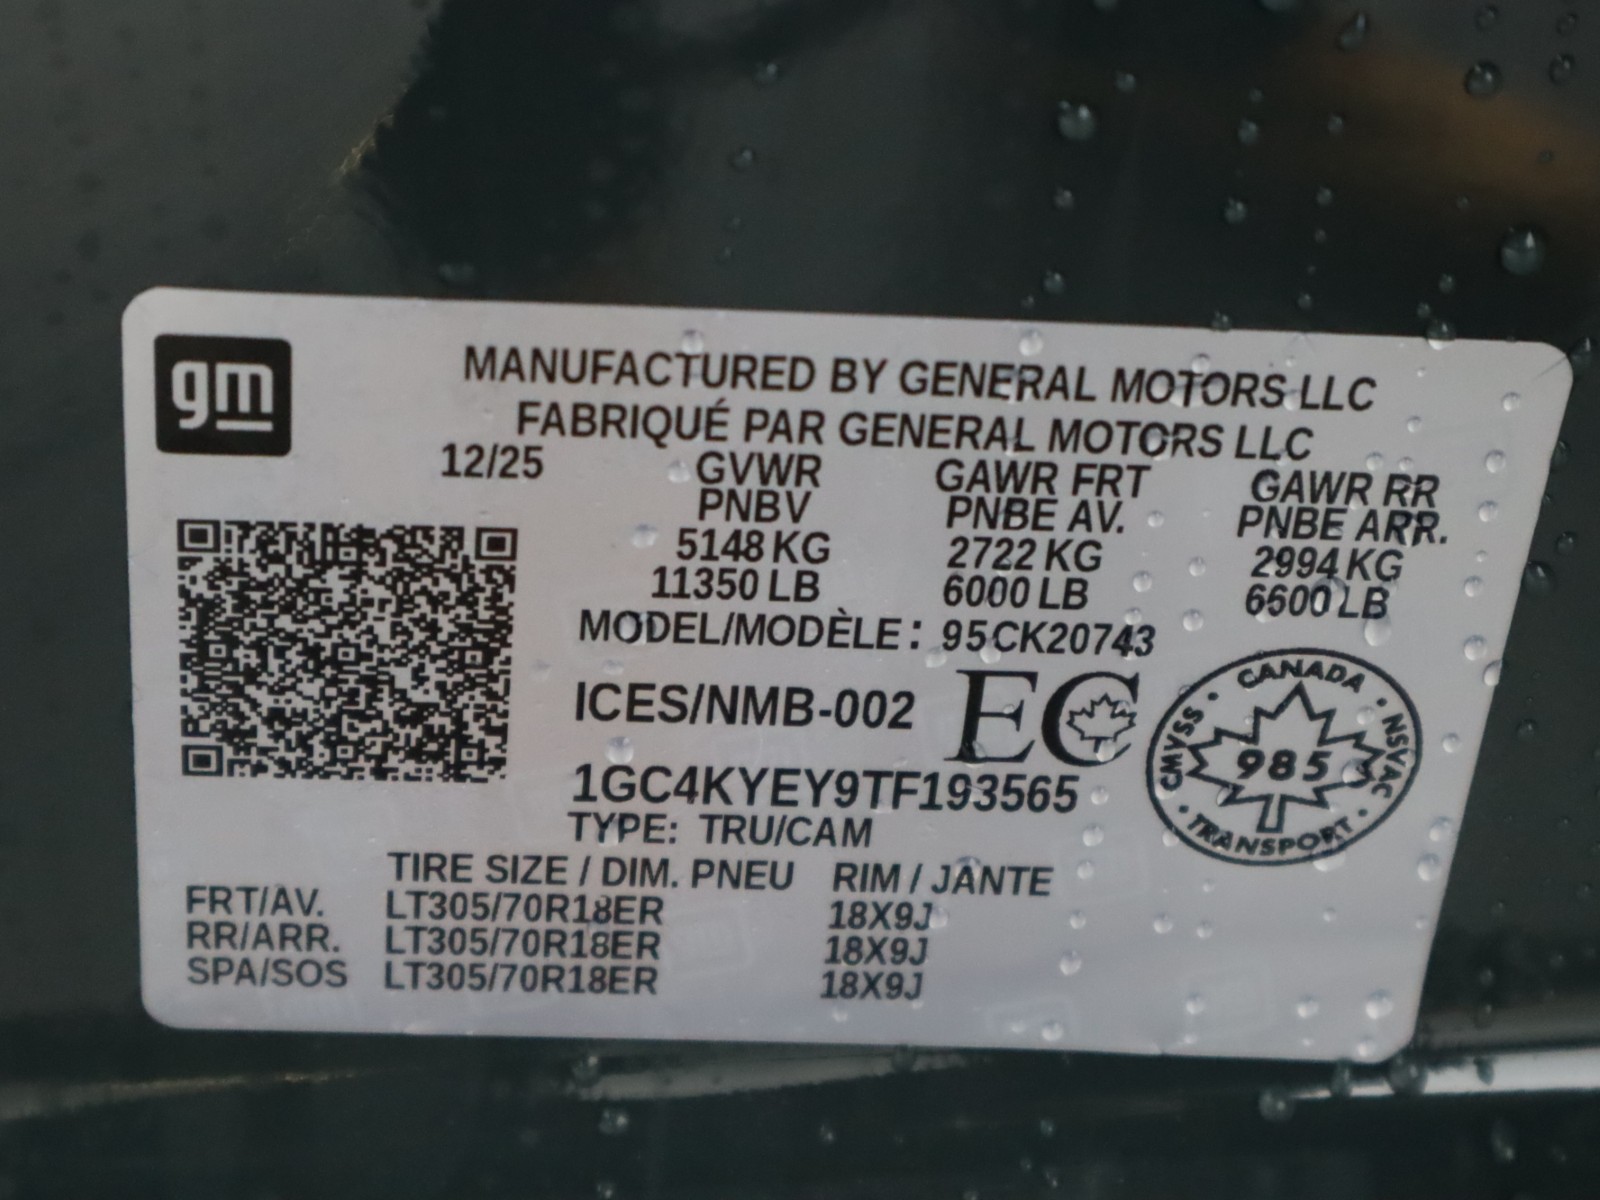 gm
MANUFACTURED BY GENERAL MOTORS LLC
FABRIQUÉ PAR GENERAL MOTORS LLC
12/25 GVWR GAWR FRT GAWR RR
PNBV PNBE AV. PNBE ARR.
5148 KG 2722 KG 2994 KG
11350 LB 6000 LB 6600 LB
MODEL/MODÈLE: 95CK20743
ICES/NMB-002 EC
CANADA
CMVSS · NSVAC
985
TRANSPORT
1GC4KYEY9TF193565
TYPE: TRU/CAM
TIRE SIZE / DIM. PNEU RIM / JANTE
FRT/AV. LT305/70R18ER 18X9J
RR/ARR. LT305/70R18ER 18X9J
SPA/SOS LT305/70R18ER 18X9J